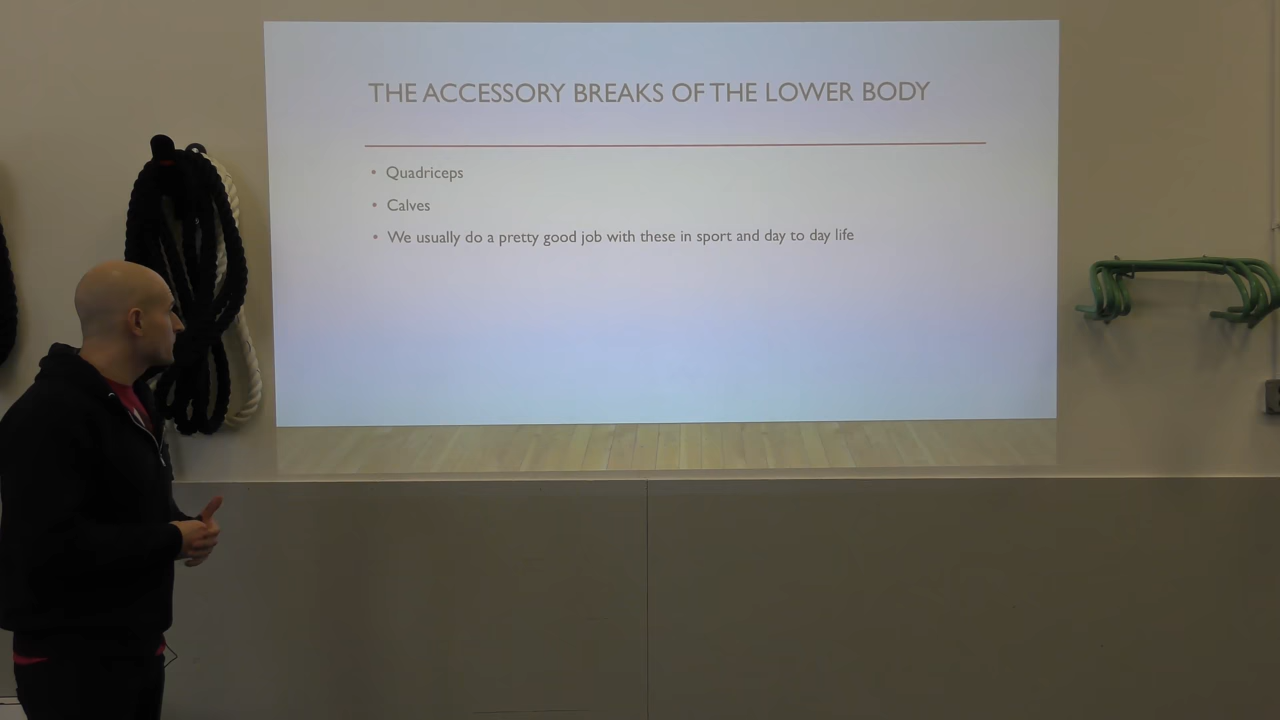 THE ACCESSORY BREAKS OF THE LOWER BODY
• Quadriceps
• Calves
• We usually do a pretty good job with these in sport and day to day life